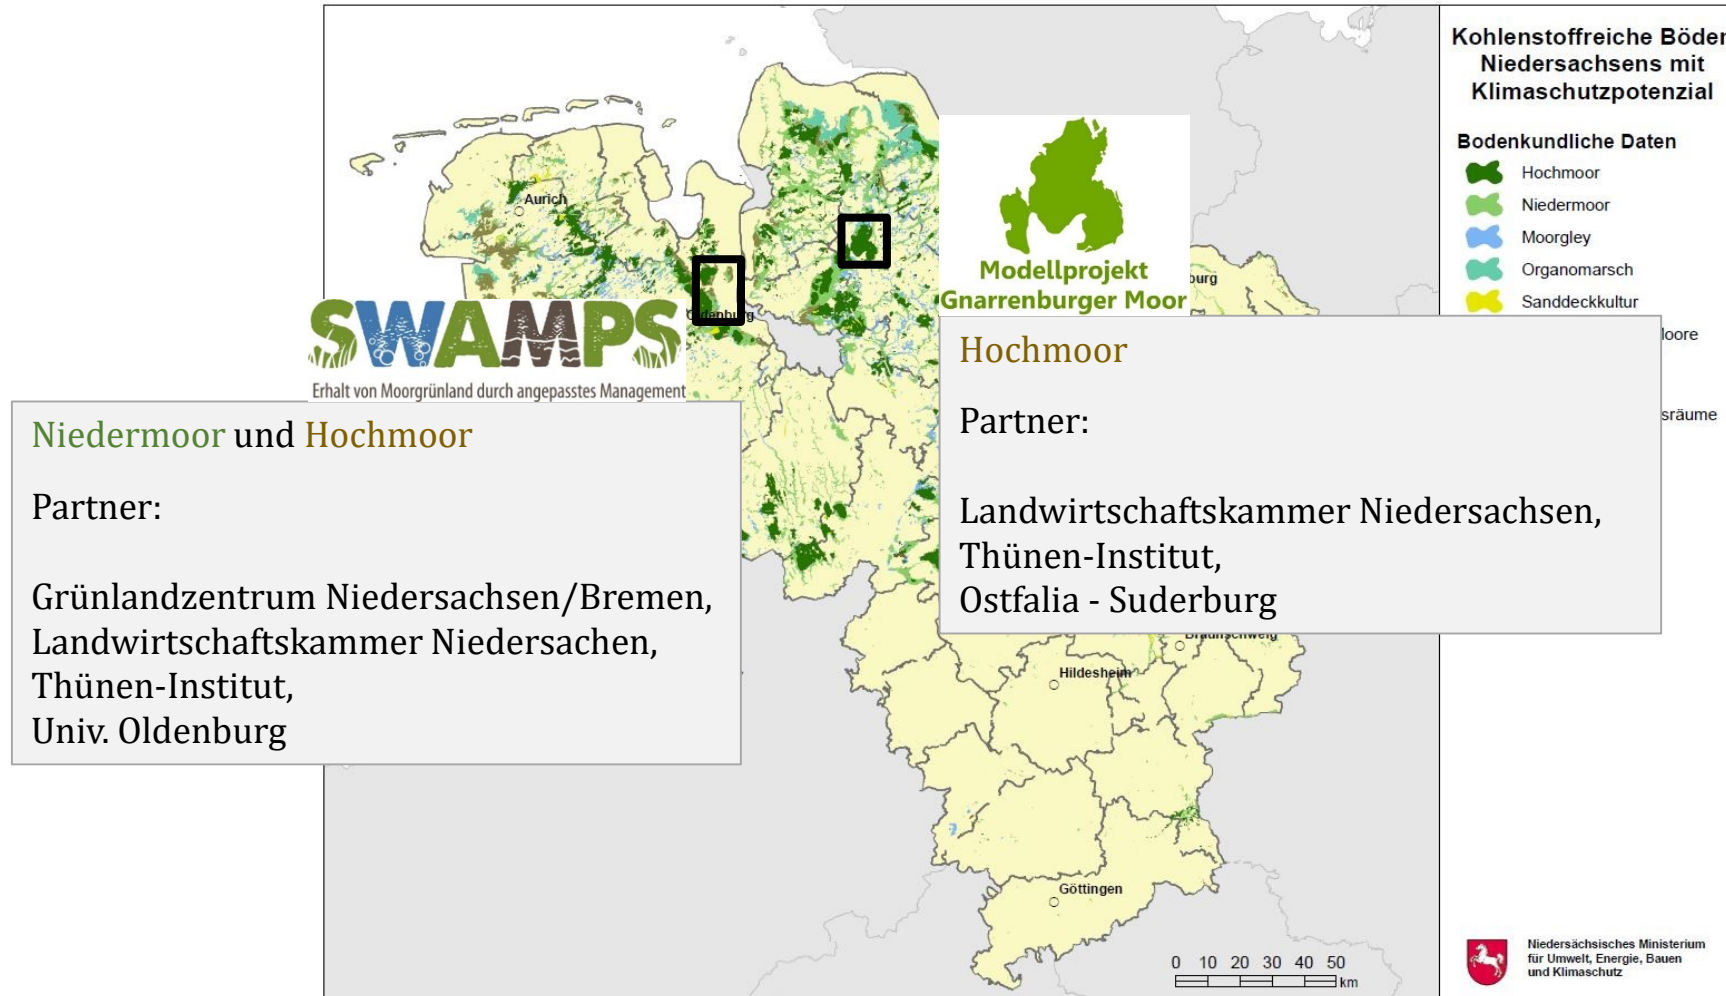 Kohlenstoffreiche Böden
Niedersachsens mit
Klimaschutzpotenzial
Bodenkundliche Daten
Hochmoor
Niedermoor
Moorgley
Organomarsch
Sanddeckkultur
Aurich
Oldenburg
SWAMPS
Erhalt von Moorgrünland durch angepasstes Management
Niedermoor und Hochmoor
Partner:
Grünlandzentrum Niedersachsen/Bremen,
Landwirtschaftskammer Niedersachen,
Thünen-Institut,
Univ. Oldenburg
Modellprojekt
Gnarrenburger Moor
Hochmoor
Partner:
Landwirtschaftskammer Niedersachsen,
Thünen-Institut,
Ostfalia - Suderburg
Braunschweig
Hildesheim
Göttingen
0 10 20 30 40 50
km
Niedersächsisches Ministerium
für Umwelt, Energie, Bauen
und Klimaschutz